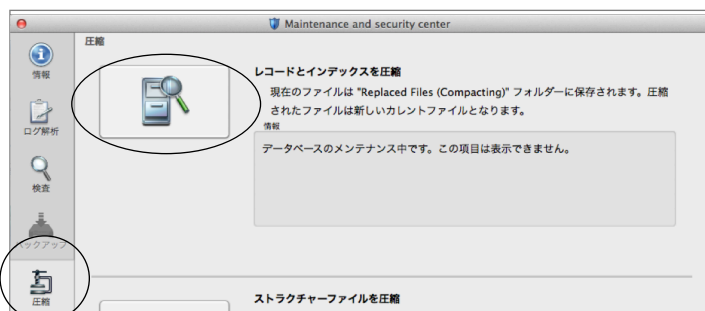 Maintenance and security center
圧縮
情報
ログ解析
検査
バックアップ
圧縮
レコードとインデックスを圧縮
現在のファイルは "Replaced Files (Compacting)" フォルダーに保存されます。圧縮
されたファイルは新しいカレントファイルとなります。
情報
データベースのメンテナンス中です。この項目は表示できません。
ストラクチャーファイルを圧縮